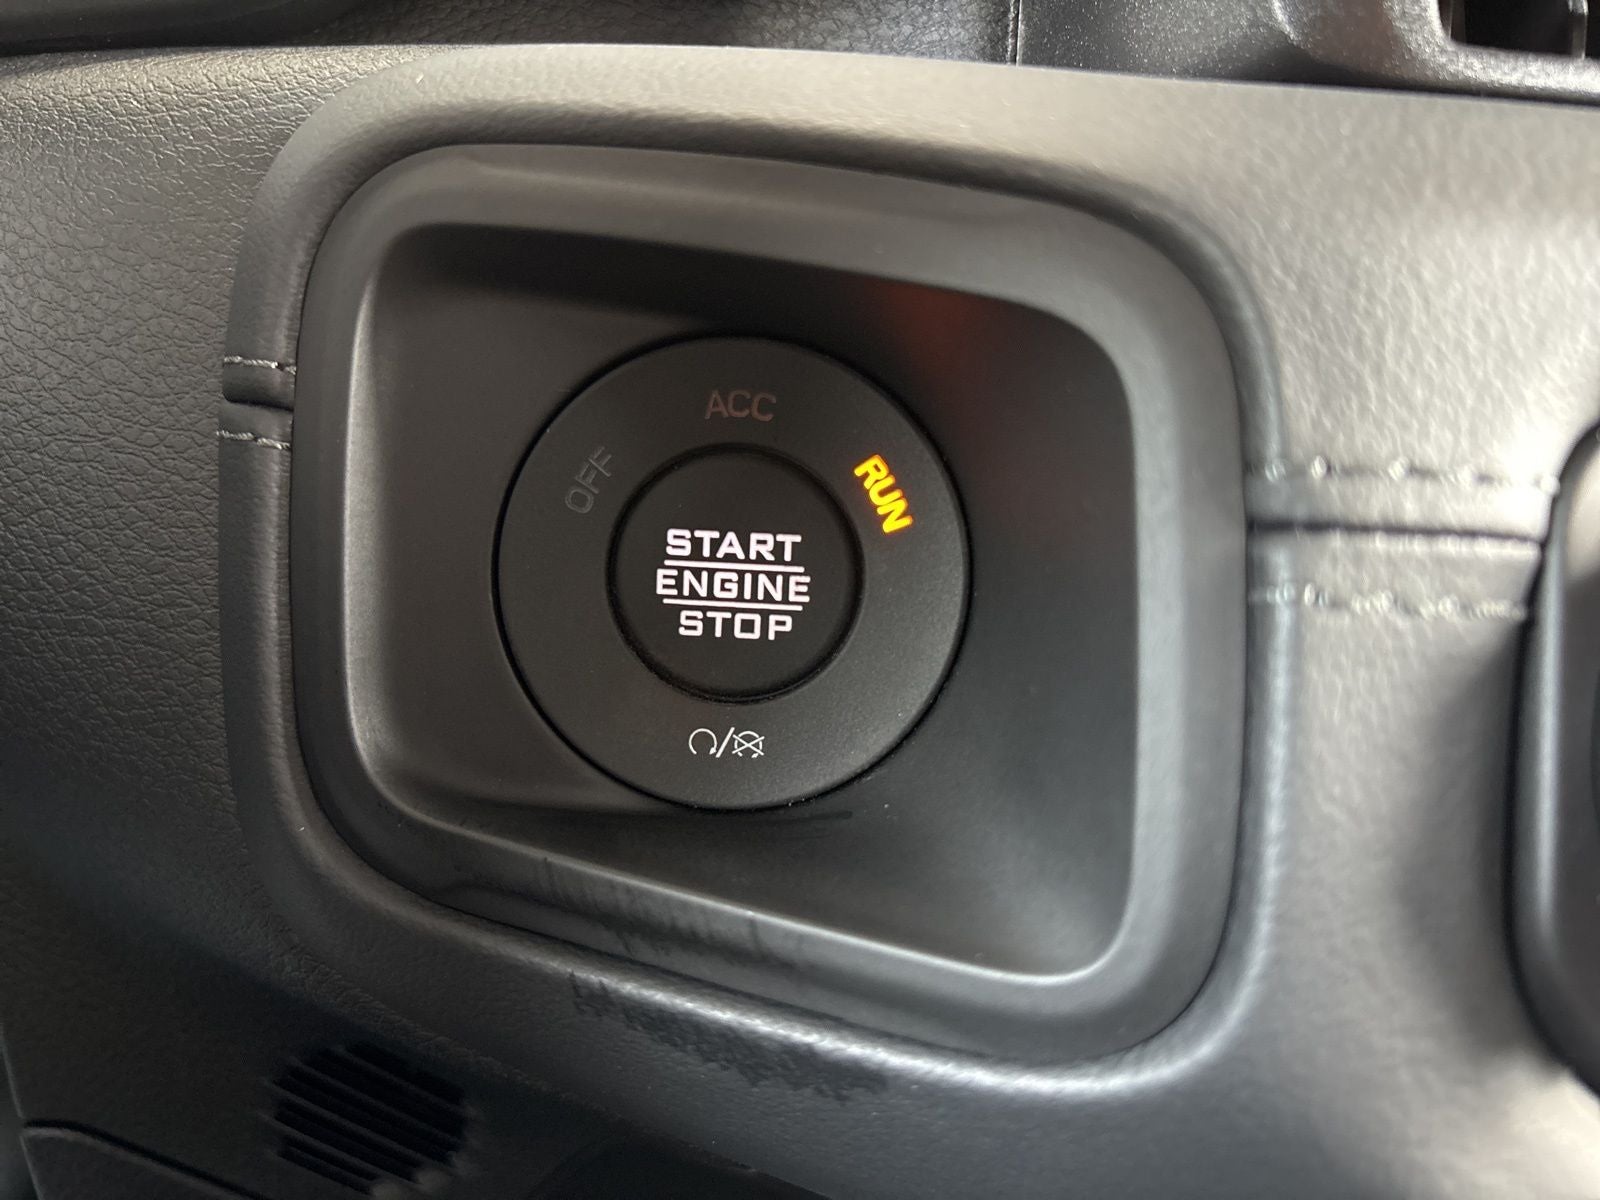 ACC
OFF
RUN
START
ENGINE
STOP